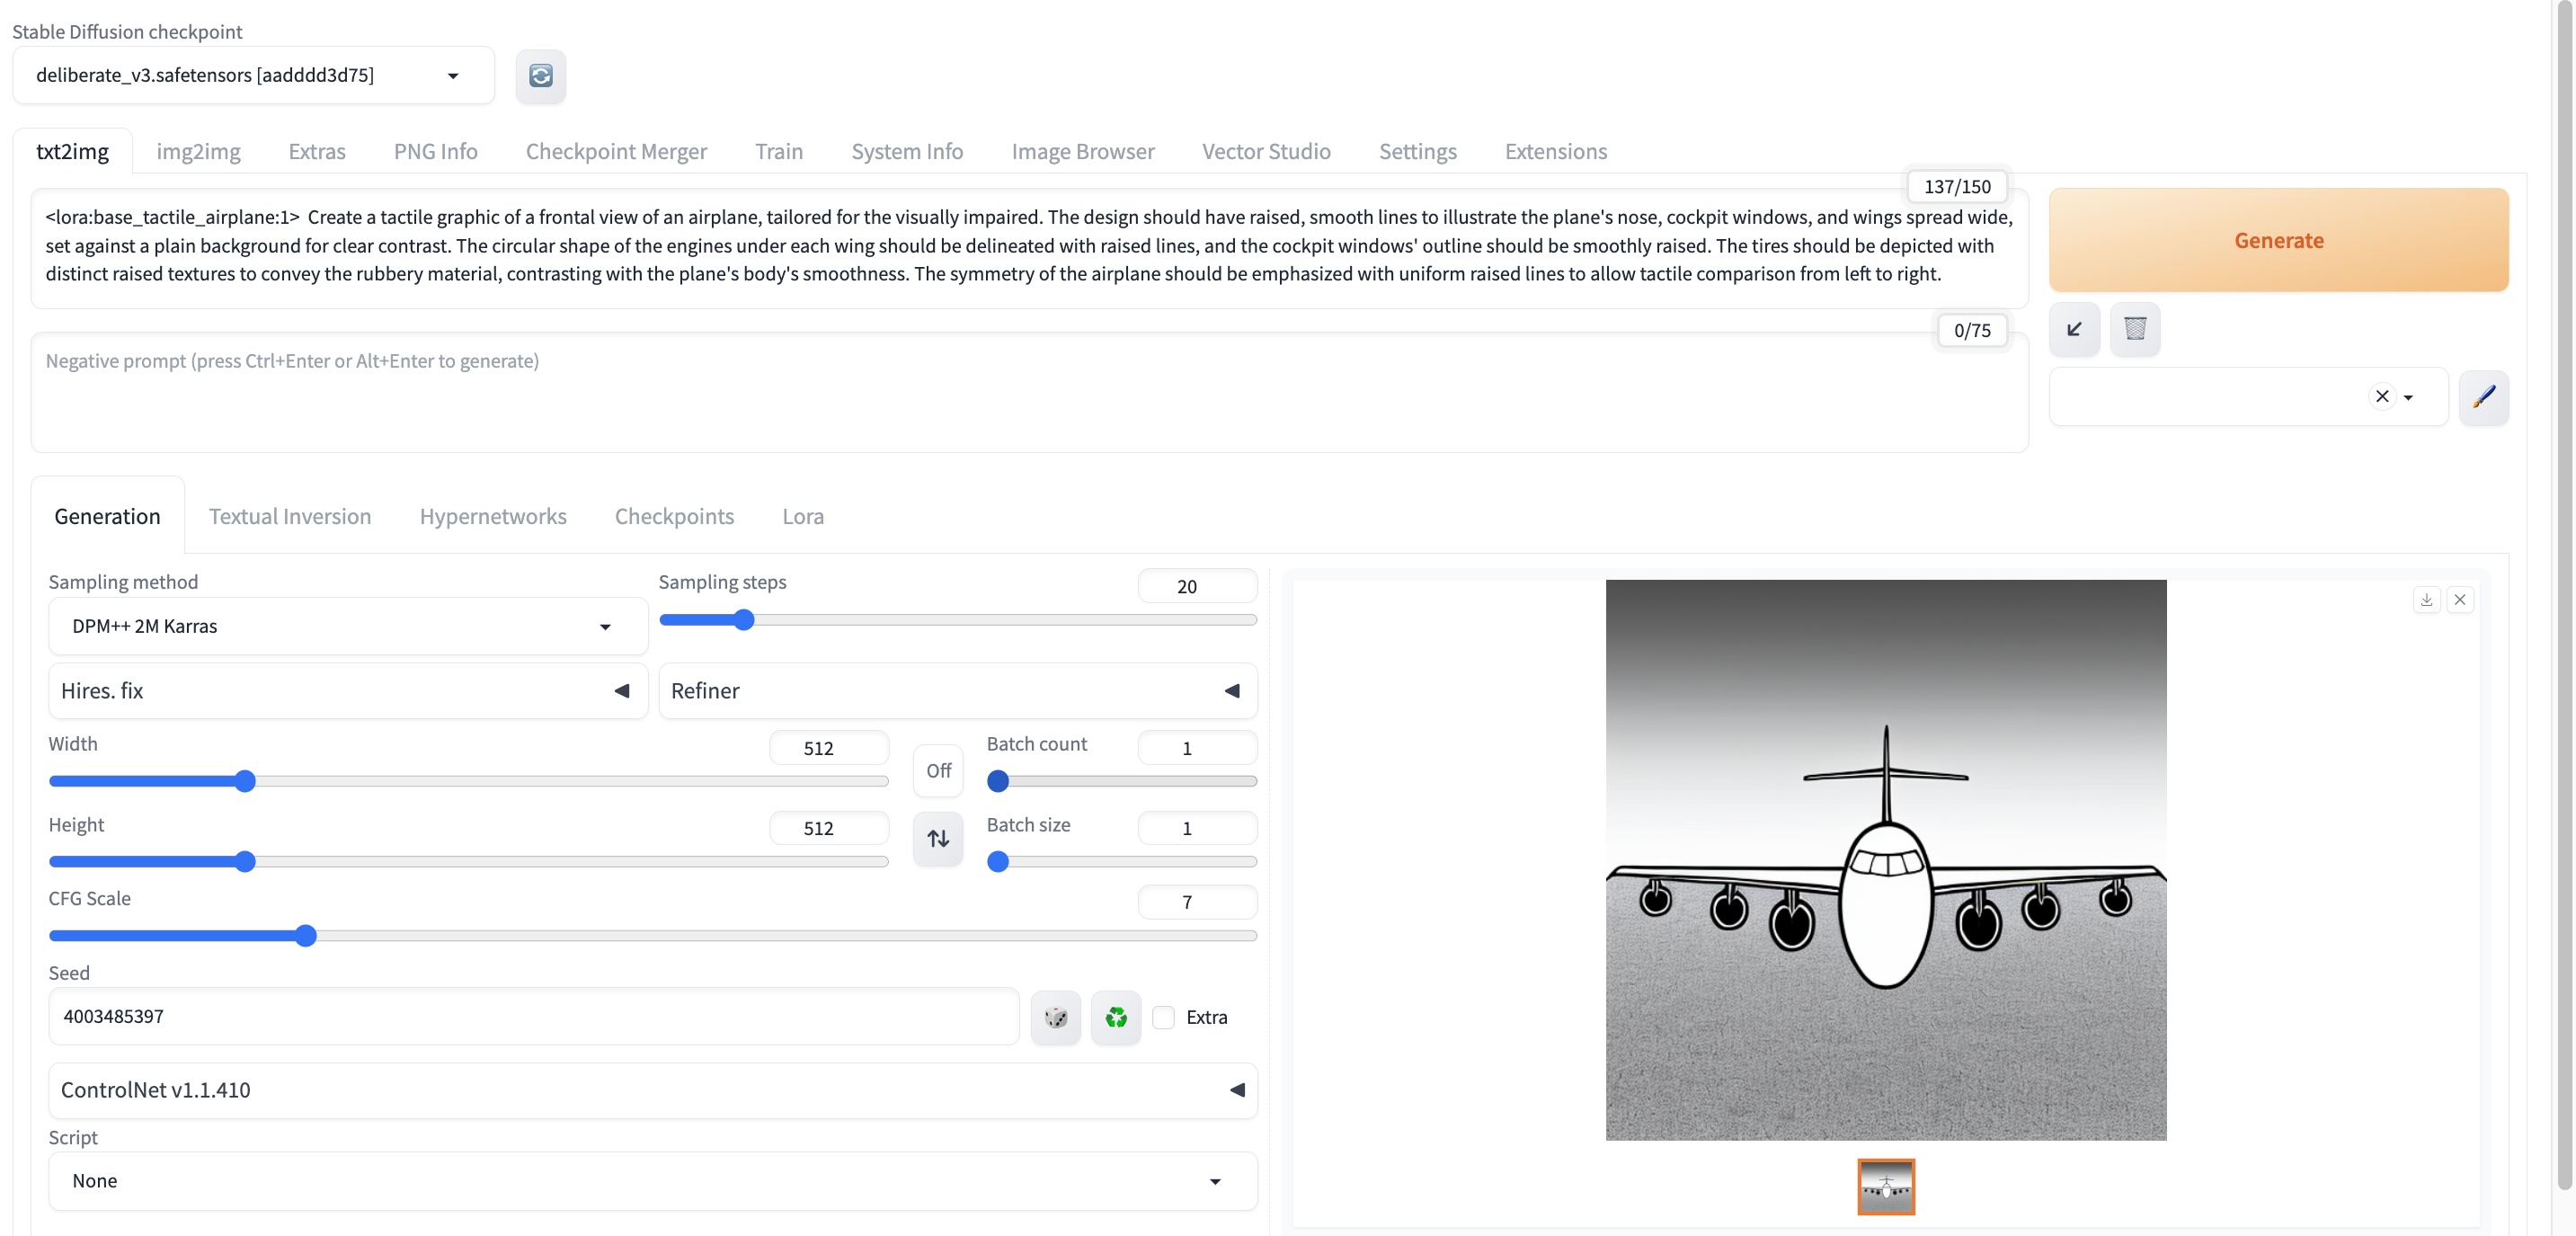 Stable Diffusion checkpoint
deliberate_v3.safetensors [aadddd3d75]
txt2img img2img Extras PNG Info Checkpoint Merger Train System Info Image Browser Vector Studio Settings Extensions
137/150
<lora:base_tactile_airplane:1> Create a tactile graphic of a frontal view of an airplane, tailored for the visually impaired. The design should have raised, smooth lines to illustrate the plane's nose, cockpit windows, and wings spread wide,
set against a plain background for clear contrast. The circular shape of the engines under each wing should be delineated with raised lines, and the cockpit windows' outline should be smoothly raised. The tires should be depicted with
distinct raised textures to convey the rubbery material, contrasting with the plane's body's smoothness. The symmetry of the airplane should be emphasized with uniform raised lines to allow tactile comparison from left to right.
Generate
0/75
Negative prompt (press Ctrl+Enter or Alt+Enter to generate)
Generation Textual Inversion Hypernetworks Checkpoints Lora
Sampling method
DPM++ 2M Karras
Sampling steps
20
Hires. fix
Refiner
Width
512
Off
Batch count
1
Height
512
Batch size
1
CFG Scale
7
Seed
4003485397
Extra
ControlNet v1.1.410
Script
None